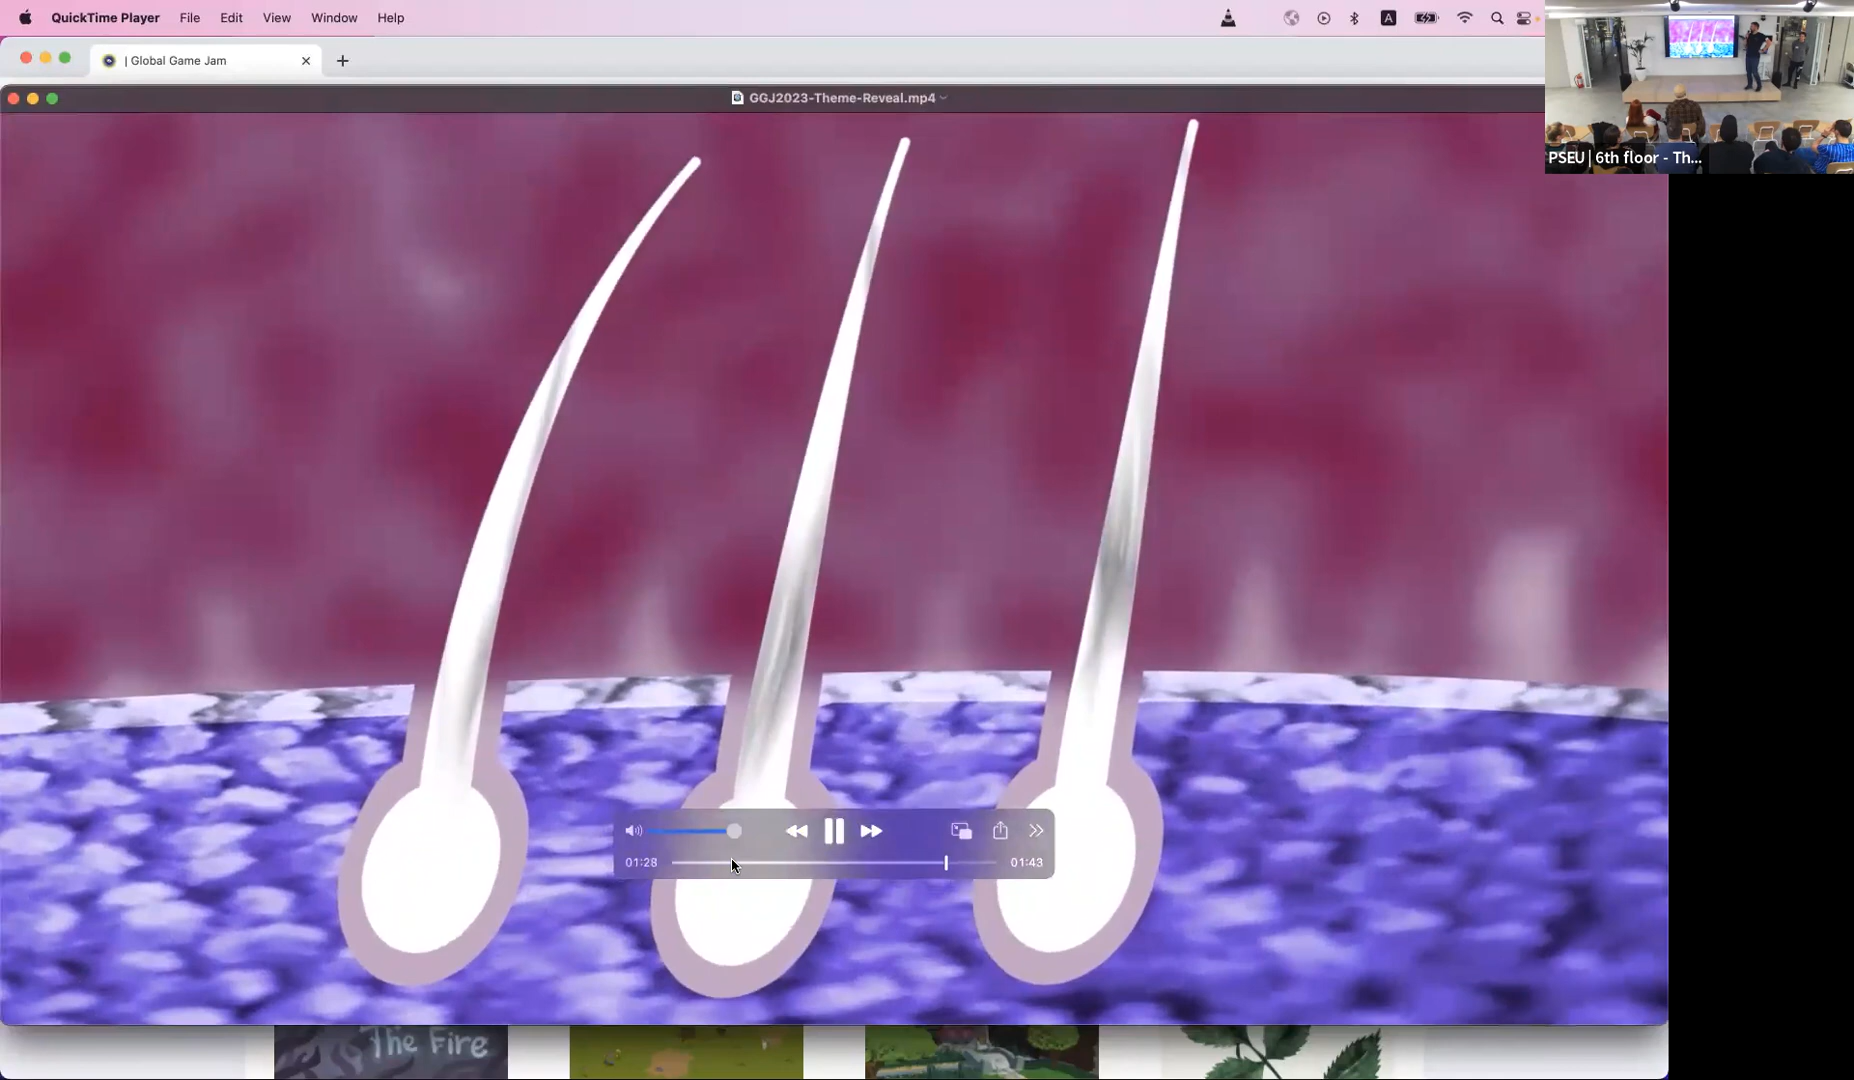 QuickTime Player File Edit View Window Help
A
| Global Game Jam
GGJ2023-Theme-Reveal.mp4
PSEU | 6th floor - Th...
01:28
01:43
The Fire